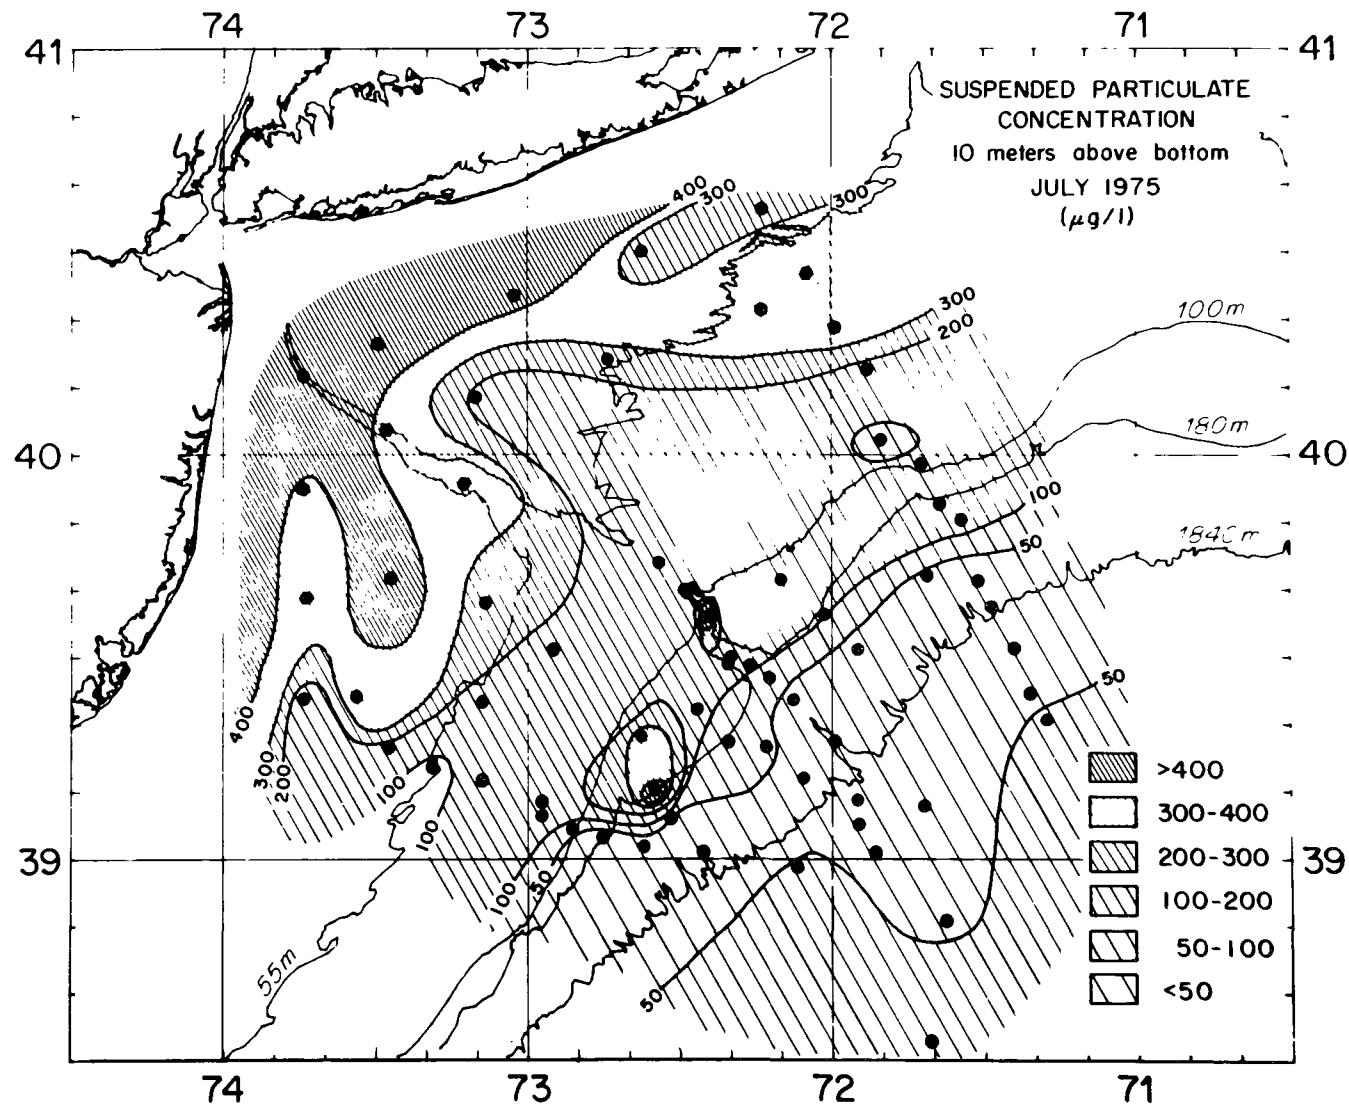 74 73 72 71
41 41
SUSPENDED PARTICULATE
CONCENTRATION
10 meters above bottom
JULY 1975
(μg/l)
400
300
300
300
200
100m
180m
40 40
100
50
1840m
50
400
300
200
100
100
100
50
50
55m
>400
300-400
200-300
100-200
50-100
<50
39 39
74 73 72 71